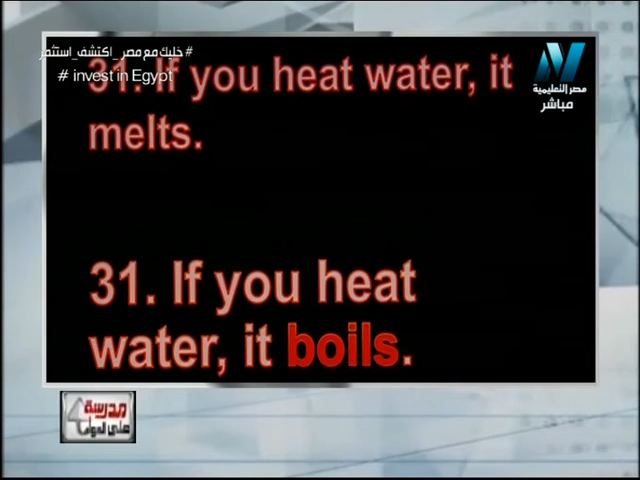 #خليك_مع_مصر_اكتشف_استثمر
# invest in Egypt
31. If you heat water, it
melts.
مصر التعليمية
مباشر
31. If you heat
water, it boils.
مدرسة
على الهواء